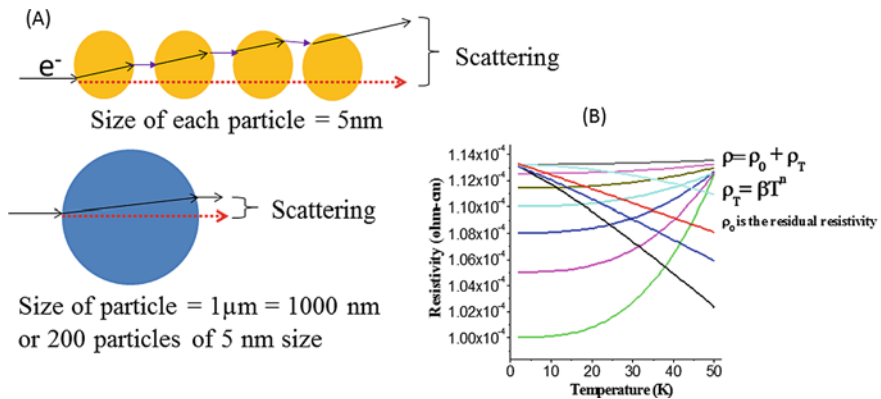 (A)
e-
Scattering
Size of each particle = 5nm
Scattering
Size of particle = 1μm = 1000 nm
or 200 particles of 5 nm size
(B)
1.14x10-4
1.12x10-4
1.10x10-4
1.08x10-4
1.06x10-4
1.04x10-4
1.02x10-4
1.00x10-4
Resistivity (ohm-cm)
0 10 20 30 40 50
Temperature (K)
ρ=ρ0 + ρT
ρT = βTn
ρ0 is the residual resistivity